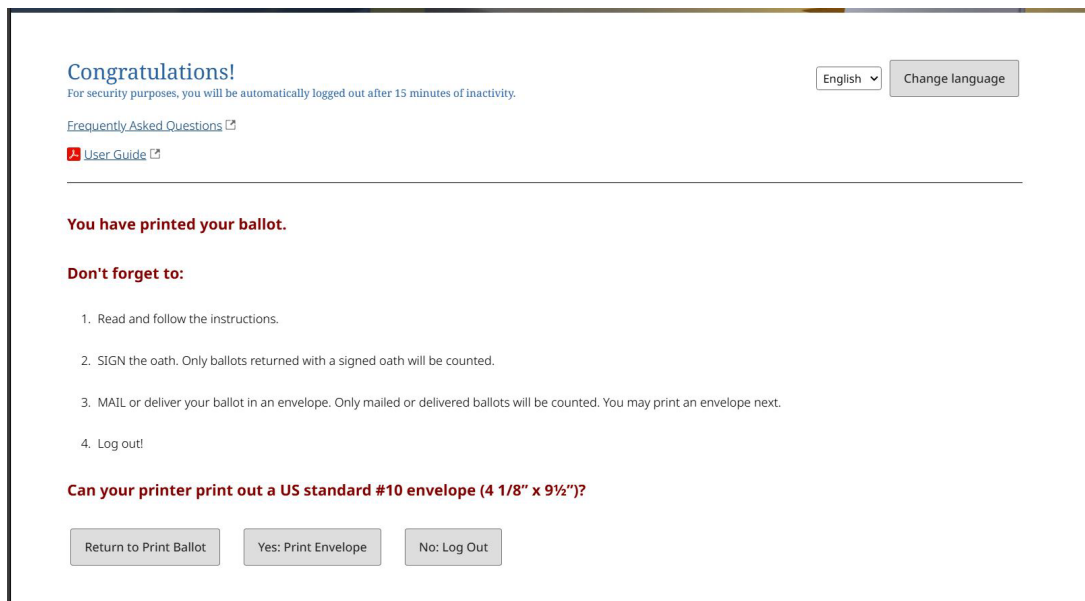 Congratulations!
For security purposes, you will be automatically logged out after 15 minutes of inactivity.
English
Change language
Frequently Asked Questions
User Guide
You have printed your ballot.
Don't forget to:
1. Read and follow the instructions.
2. SIGN the oath. Only ballots returned with a signed oath will be counted.
3. MAIL or deliver your ballot in an envelope. Only mailed or delivered ballots will be counted. You may print an envelope next.
4. Log out!
Can your printer print out a US standard #10 envelope (4 1/8” x 9½”)?
Return to Print Ballot
Yes: Print Envelope
No: Log Out